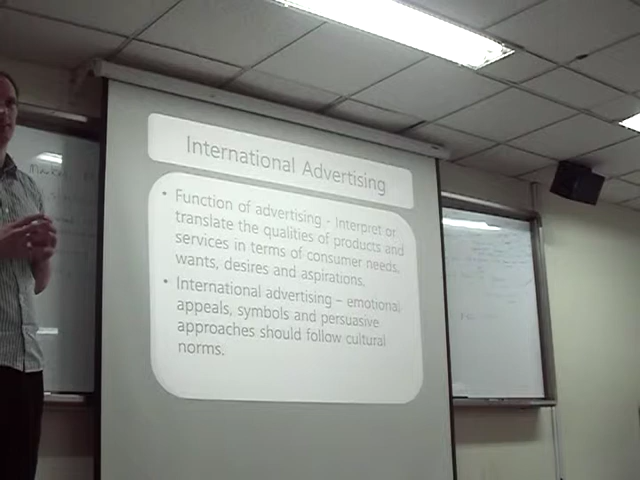 International Advertising
• Function of advertising - Interpret or
translate the qualities of products and
services in terms of consumer needs,
wants, desires and aspirations.
• International advertising – emotional
appeals, symbols and persuasive
approaches should follow cultural
norms.